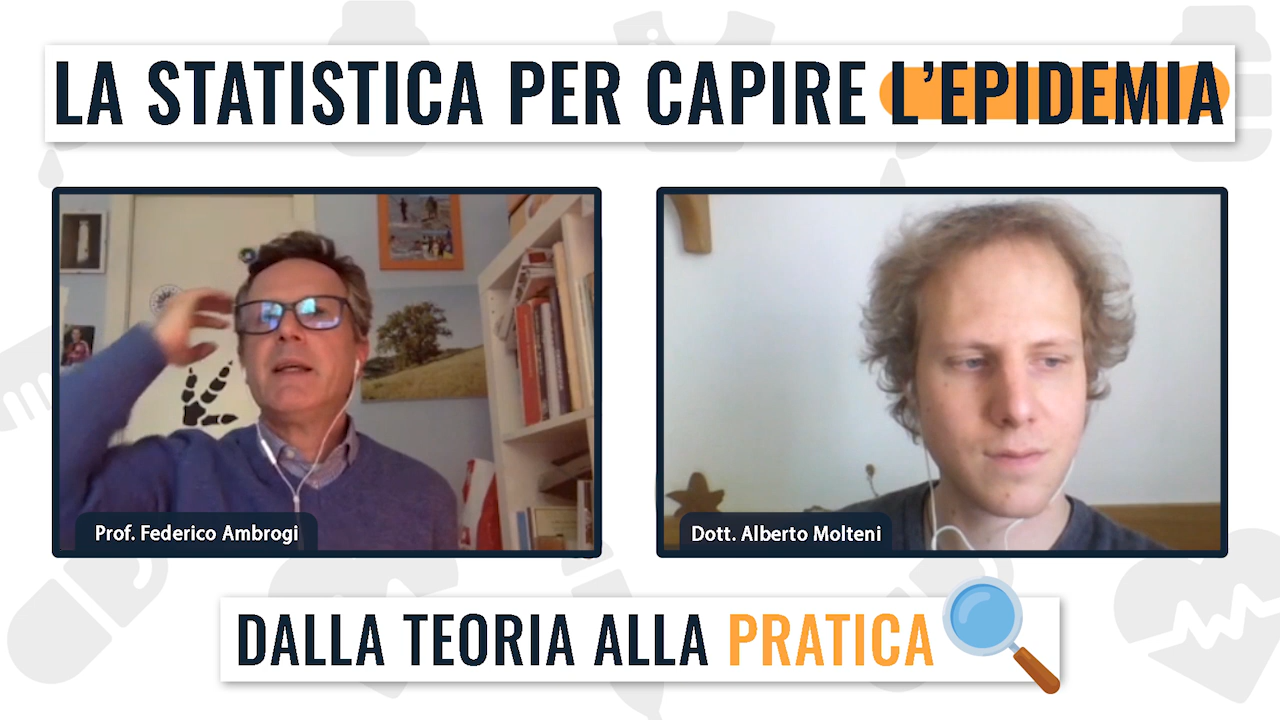 LA STATISTICA PER CAPIRE L'EPIDEMIA
Prof. Federico Ambrogi
Dott. Alberto Molteni
DALLA TEORIA ALLA PRATICA